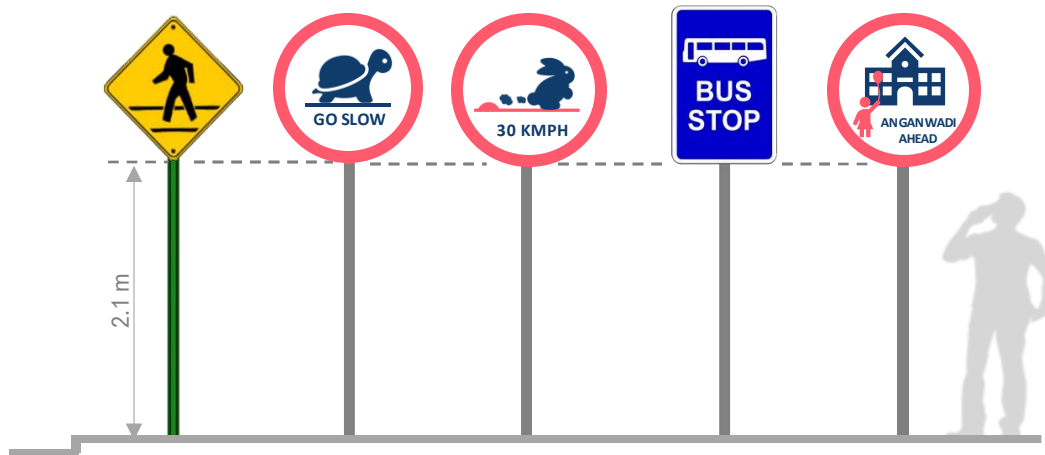 GO SLOW
30 KMPH
BUS
STOP
ANGANWADI
AHEAD
2.1 m